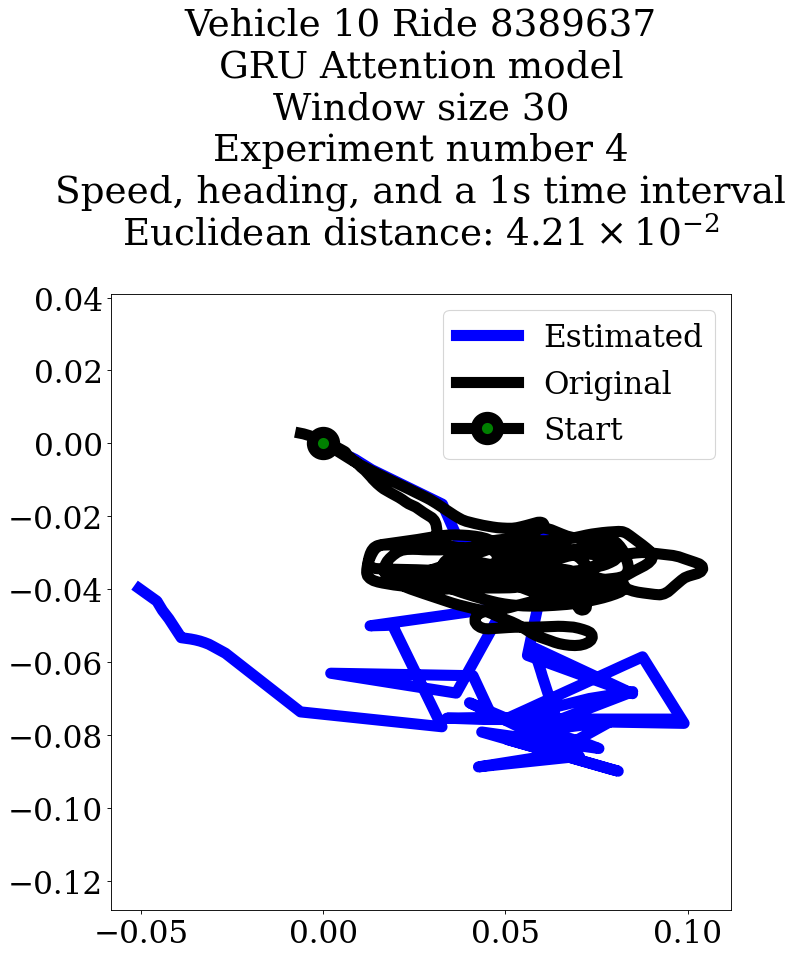 Vehicle 10 Ride 8389637
GRU Attention model
Window size 30
Experiment number 4
Speed, heading, and a 1s time interval
Euclidean distance: 4.21 × 10⁻²
0.04
0.02
0.00
−0.02
−0.04
−0.06
−0.08
−0.10
−0.12
Estimated
Original
Start
−0.05
0.00
0.05
0.10